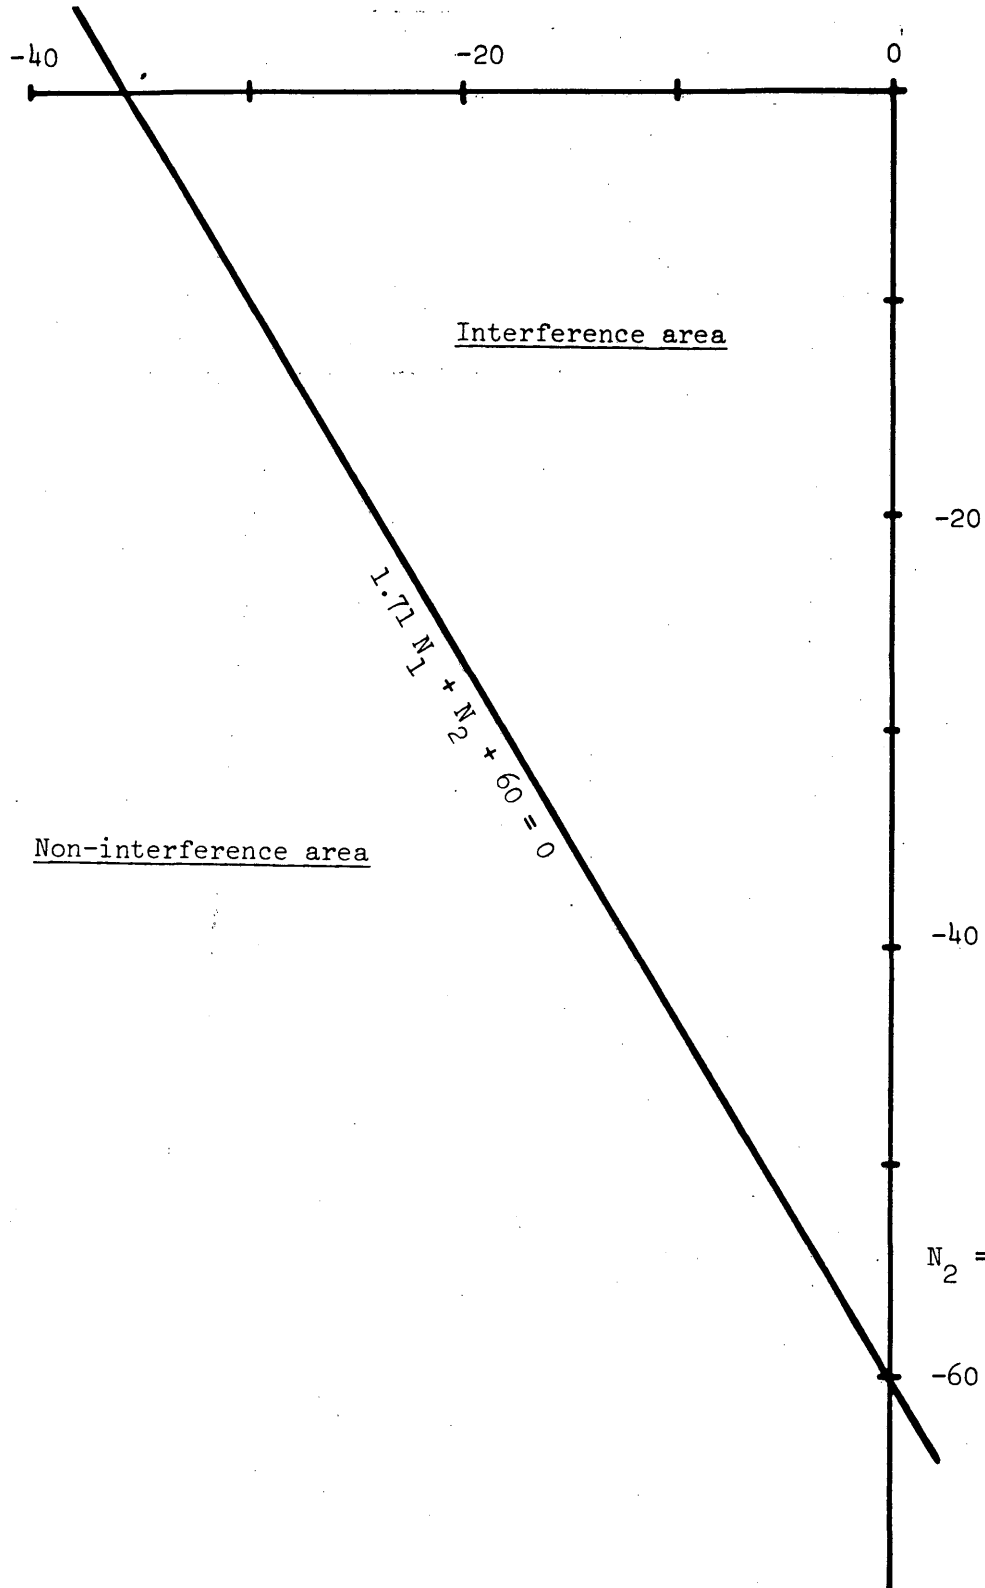 -40 -20 0
Interference area
-20
1.71 N1 + N2 + 60 = 0
Non-interference area
-40
N2 =
-60